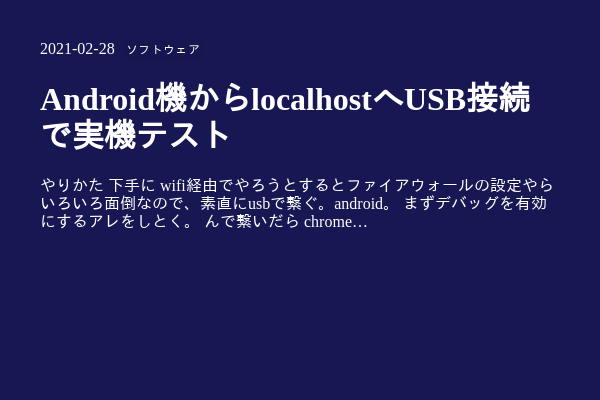 2021-02-28 ソフトウェア
Android機からlocalhostへUSB接続
で実機テスト
やりかた 下手に wifi経由でやろうとするとファイアウォールの設定やら
いろいろ面倒なので、素直にusbで繋ぐ。android。 まずデバッグを有効
にするアレをしとく。 んで繋いだら chrome…